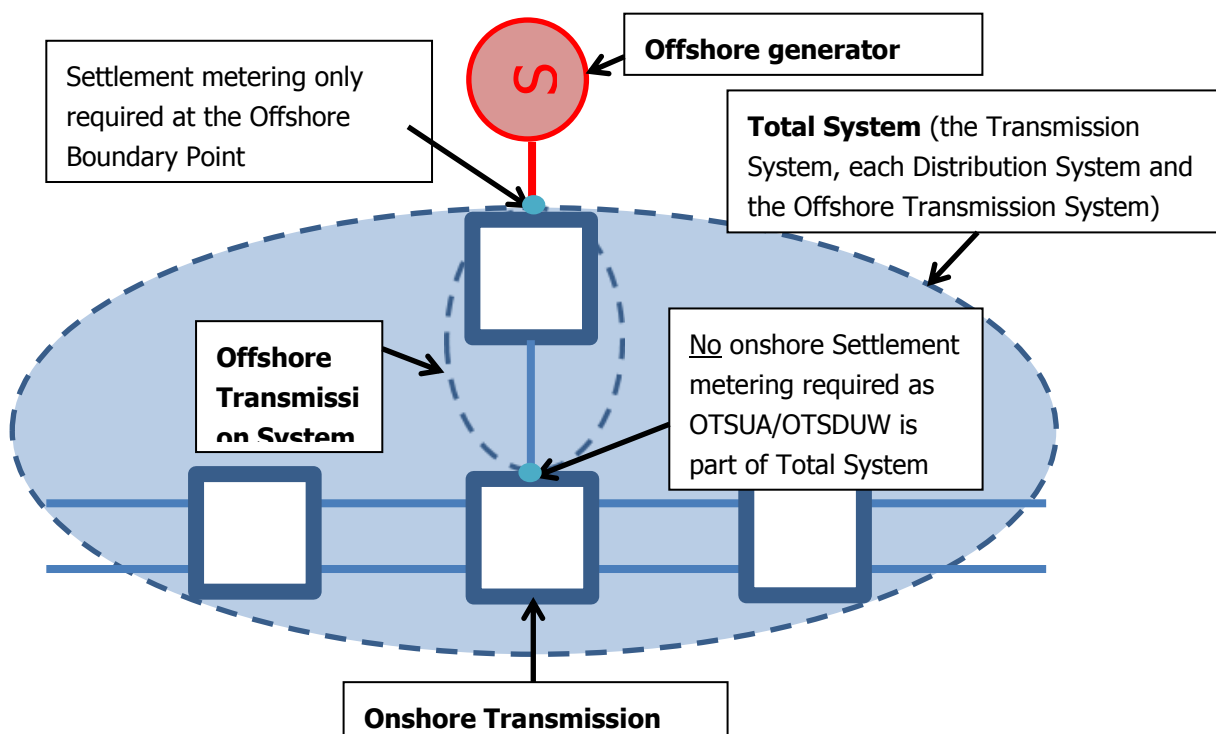 Offshore generator
Settlement metering only
required at the Offshore
Boundary Point
S
Total System (the Transmission
System, each Distribution System and
the Offshore Transmission System)
Offshore
Transmissi
on System
No onshore Settlement
metering required as
OTSUA/OTSDUW is
part of Total System
Onshore Transmission